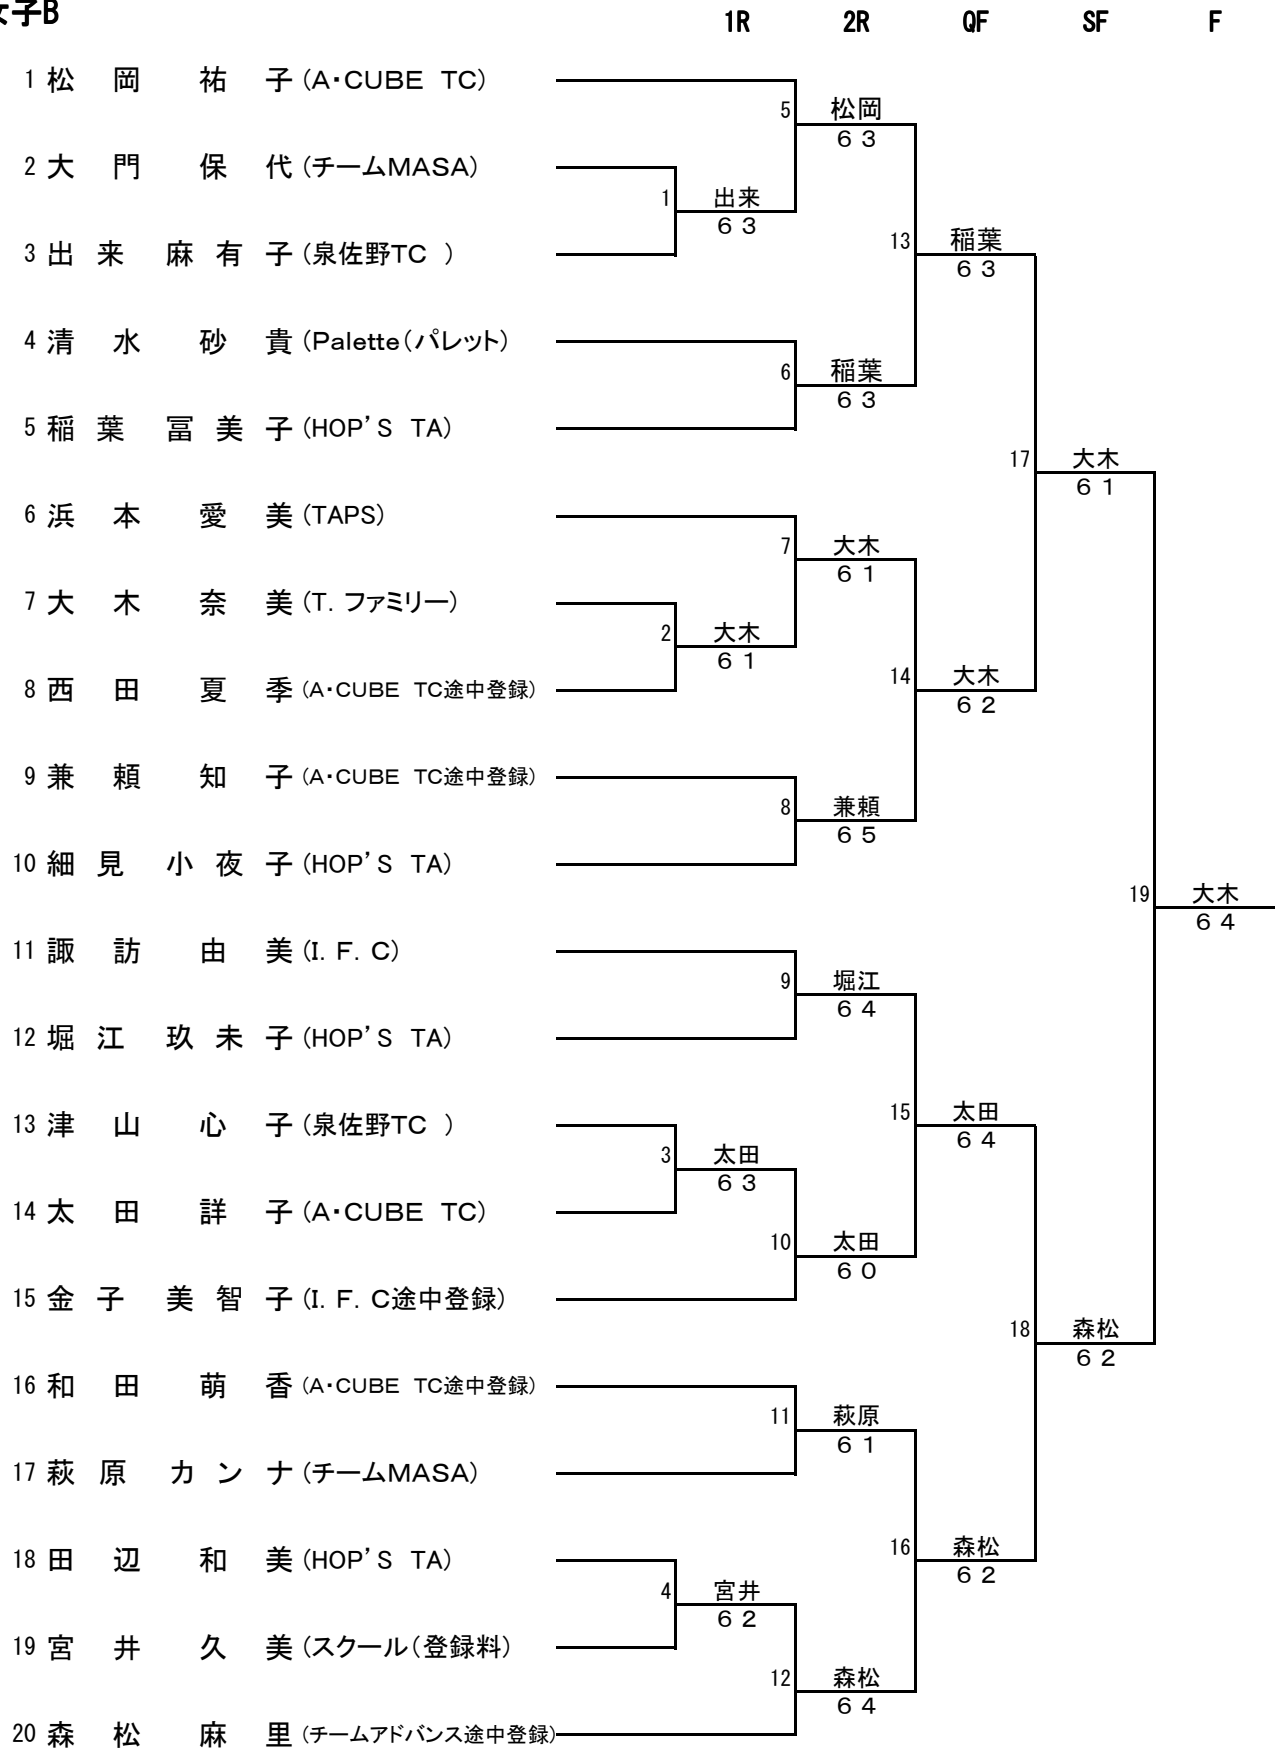 女子B
1R 2R QF SF F
1 松岡 祐子 (A・CUBE TC)
5 松岡
6 3
2 大門 保代 (チームMASA)
1 出来
6 3
3 出来 麻有子 (泉佐野TC )
13 稲葉
6 3
4 清水 砂貴 (Palette(パレット)
6 稲葉
6 3
5 稲葉 冨美子 (HOP'S TA)
17 大木
6 1
6 浜本 愛美 (TAPS)
7 大木
6 1
7 大木 奈美 (T. ファミリー)
2 大木
6 1
8 西田 夏季 (A・CUBE TC途中登録)
14 大木
6 2
9 兼頼 知子 (A・CUBE TC途中登録)
8 兼頼
6 5
10 細見 小夜子 (HOP'S TA)
19 大木
6 4
11 諏訪 由美 (I. F. C)
9 堀江
6 4
12 堀江 玖未子 (HOP'S TA)
15 太田
6 4
13 津山 心子 (泉佐野TC )
3 太田
6 3
14 太田 詳子 (A・CUBE TC)
10 太田
6 0
15 金子 美智子 (I. F. C途中登録)
18 森松
6 2
16 和田 萌香 (A・CUBE TC途中登録)
11 萩原
6 1
17 萩原 カンナ (チームMASA)
18 田辺 和美 (HOP'S TA)
16 森松
6 2
4 宮井
6 2
19 宮井 久美 (スクール(登録料)
12 森松
6 4
20 森松 麻里 (チームアドバンス途中登録)